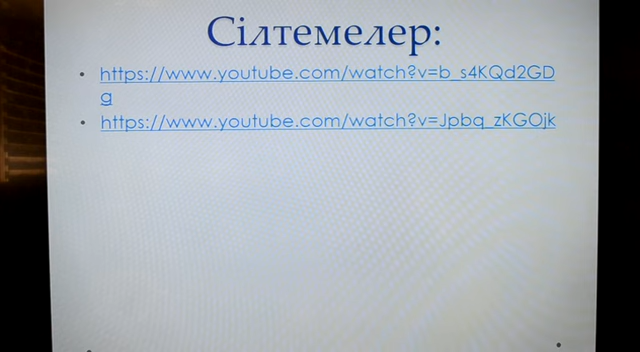 Сілтемелер:
• https://www.youtube.com/watch?v=b_s4KQd2GD
g
• https://www.youtube.com/watch?v=Jpbq_zKGOjk